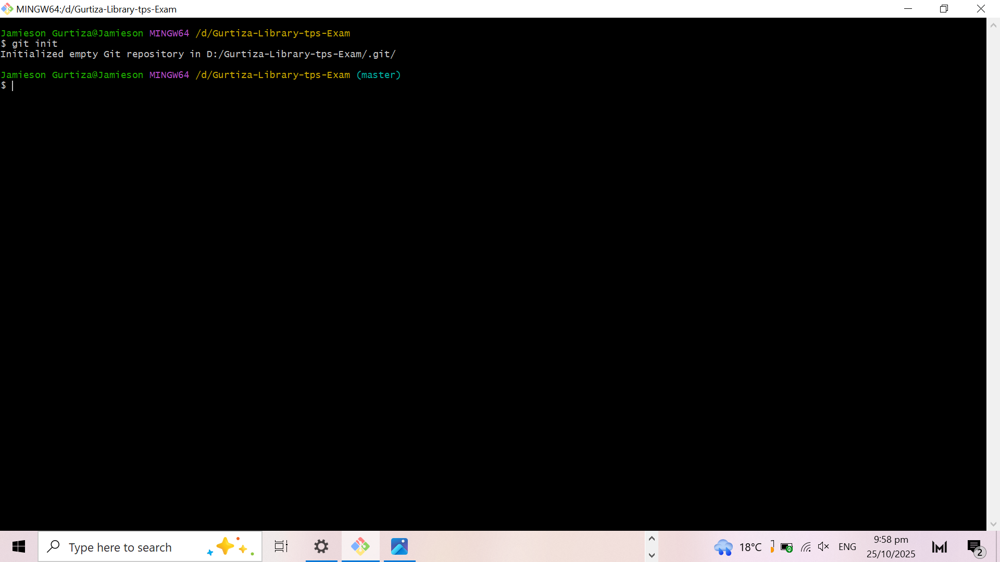 MINGW64:/d/Gurtiza-Library-tps-Exam
Jamieson Gurtiza@Jamieson MINGW64 /d/Gurtiza-Library-tps-Exam
$ git init
Initialized empty Git repository in D:/Gurtiza-Library-tps-Exam/.git/
Jamieson Gurtiza@Jamieson MINGW64 /d/Gurtiza-Library-tps-Exam (master)
$
Type here to search
18°C
ENG
9:58 pm
25/10/2025
2